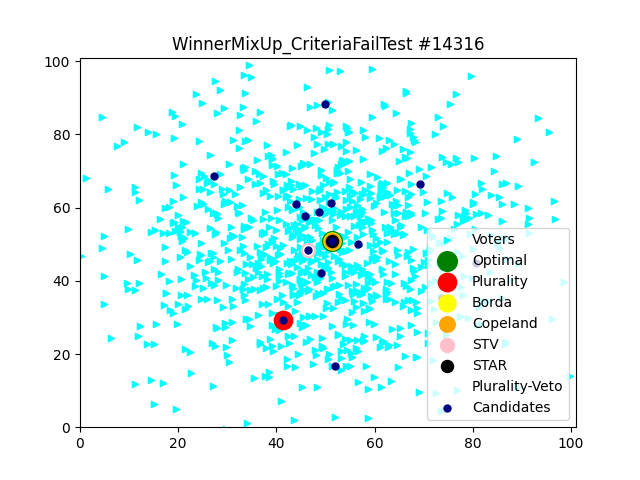 WinnerMixUp_CriteriaFailTest #14316
100
80
60
40
20
0
0
20
40
60
80
100
Voters
Optimal
Plurality
Borda
Copeland
STV
STAR
Plurality-Veto
Candidates